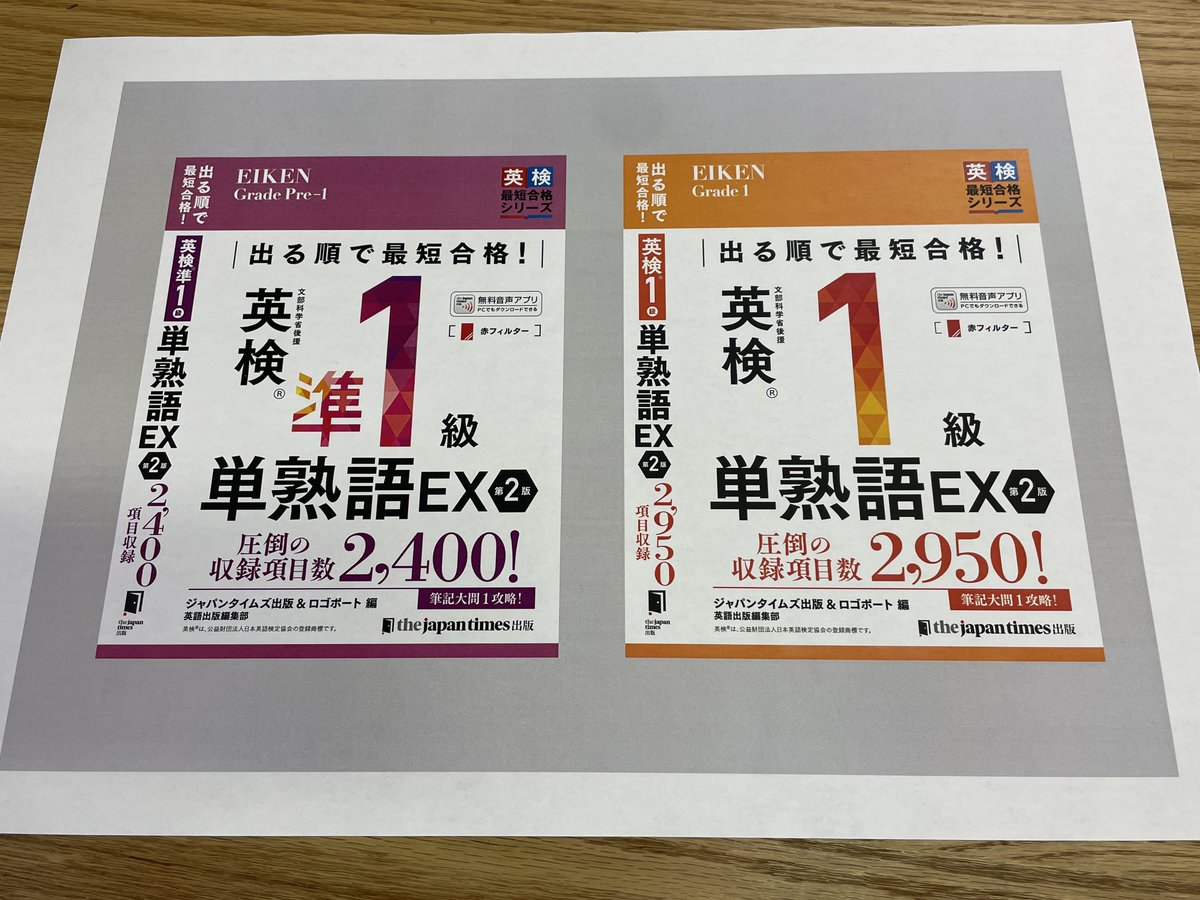 出る順で
最短合格!
英検準1級
単熟語EX
第2版
2,400
項目収録
the japan
times
出版
EIKEN
Grade Pre-1
英検
最短合格
シリーズ
出る順で最短合格!
文部科学省後援
英検®
準1級
無料音声アプリ
PCでもダウンロードできる
赤フィルター
単熟語EX 第2版
圧倒の
収録項目数 2,400!
筆記大問1攻略!
ジャパンタイムズ出版 & ロゴポート 編
英語出版編集部
英検®は、公益財団法人日本英語検定協会の登録商標です。
the japan times 出版
出る順で
最短合格!
英検®1級
単熟語EX
第2版
2,950
項目収録
the japan
times
出版
EIKEN
Grade 1
英検
最短合格
シリーズ
出る順で最短合格!
文部科学省後援
英検®
1級
無料音声アプリ
PCでもダウンロードできる
赤フィルター
単熟語EX 第2版
圧倒の
収録項目数 2,950!
筆記大問1攻略!
ジャパンタイムズ出版 & ロゴポート 編
英語出版編集部
英検®は、公益財団法人日本英語検定協会の登録商標です。
the japan times 出版